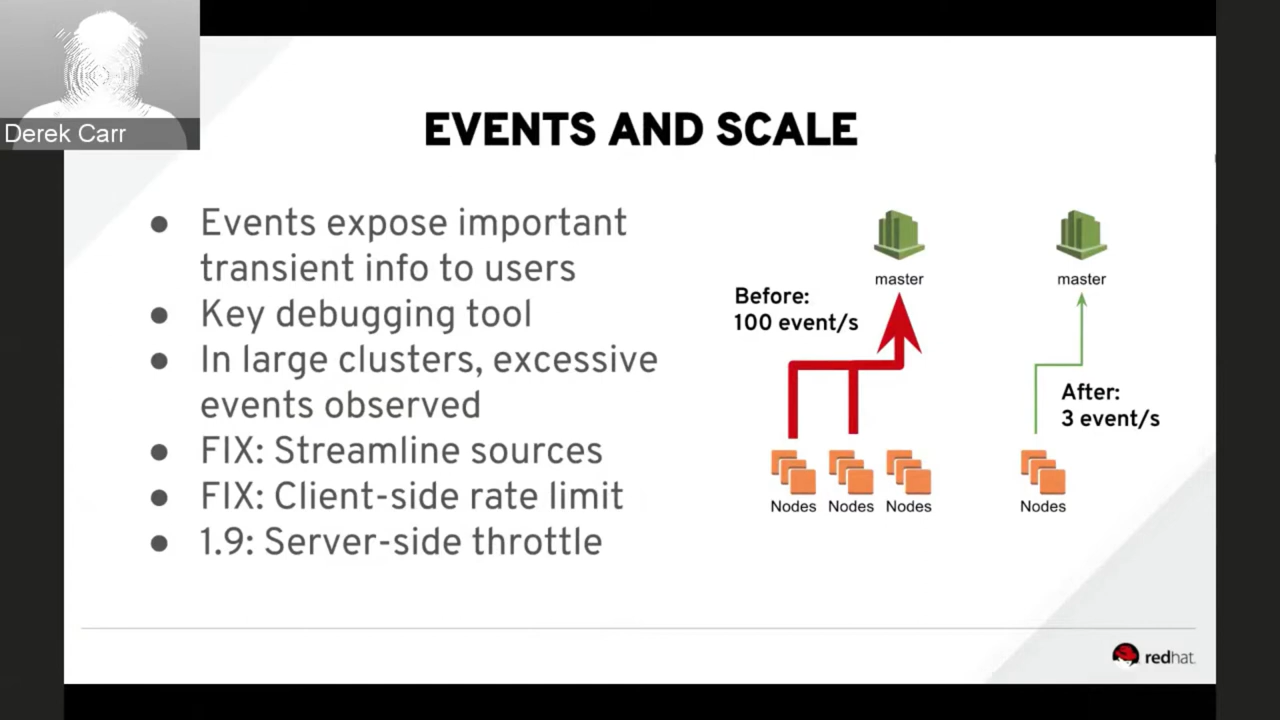 Derek Carr
EVENTS AND SCALE
● Events expose important
transient info to users
● Key debugging tool
● In large clusters, excessive
events observed
● FIX: Streamline sources
● FIX: Client-side rate limit
● 1.9: Server-side throttle
master
master
Before:
100 event/s
After:
3 event/s
Nodes
Nodes
Nodes
Nodes
redhat.